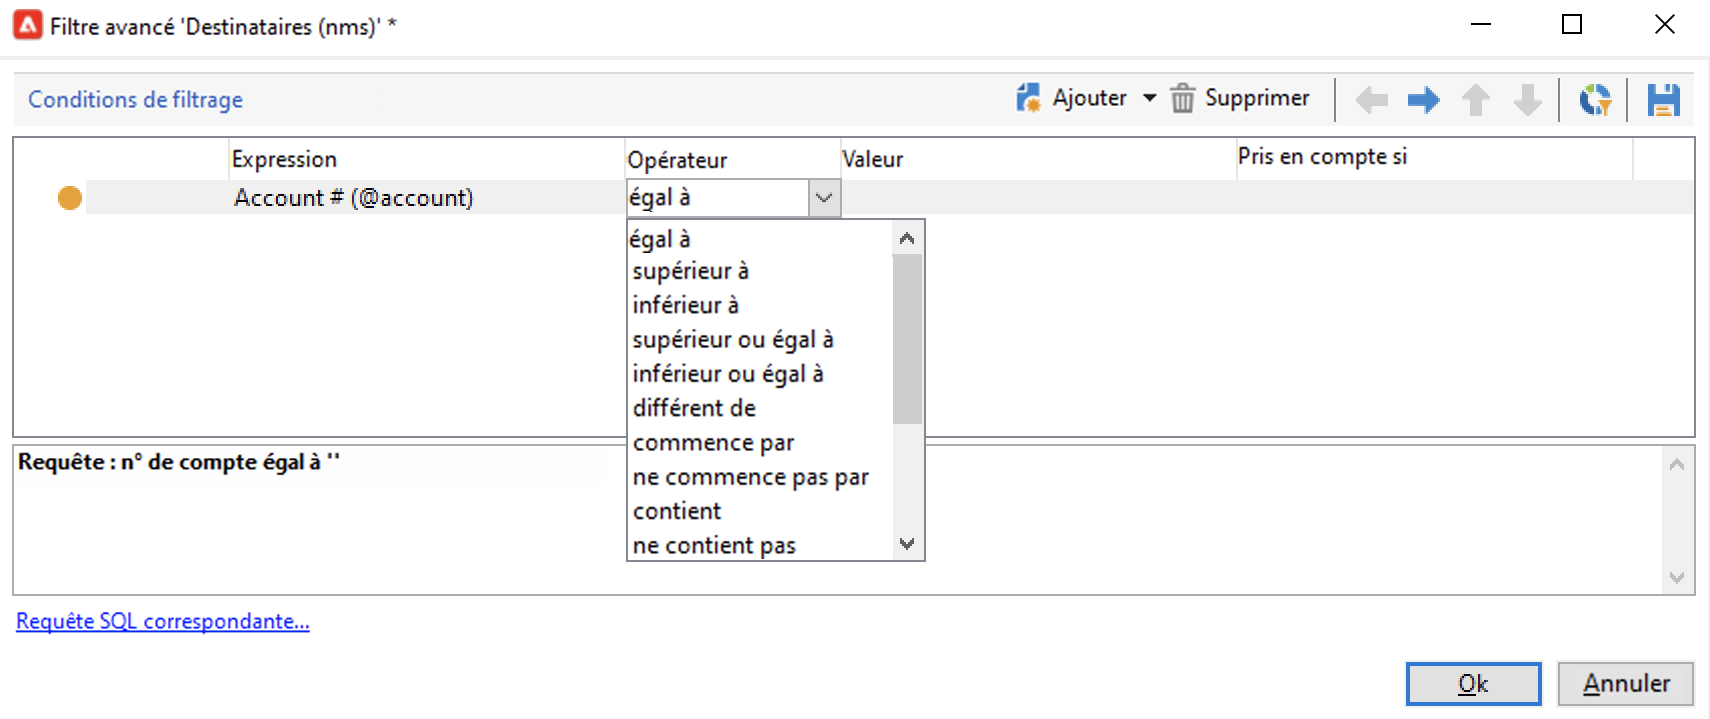 Filtre avancé 'Destinataires (nms)' *
Conditions de filtrage
Ajouter
Supprimer
Expression
Opérateur
Valeur
Pris en compte si
Account # (@account)
égal à
égal à
supérieur à
inférieur à
supérieur ou égal à
inférieur ou égal à
différent de
commence par
ne commence pas par
contient
ne contient pas
Requête : n° de compte égal à ''
Requête SQL correspondante...
Ok
Annuler